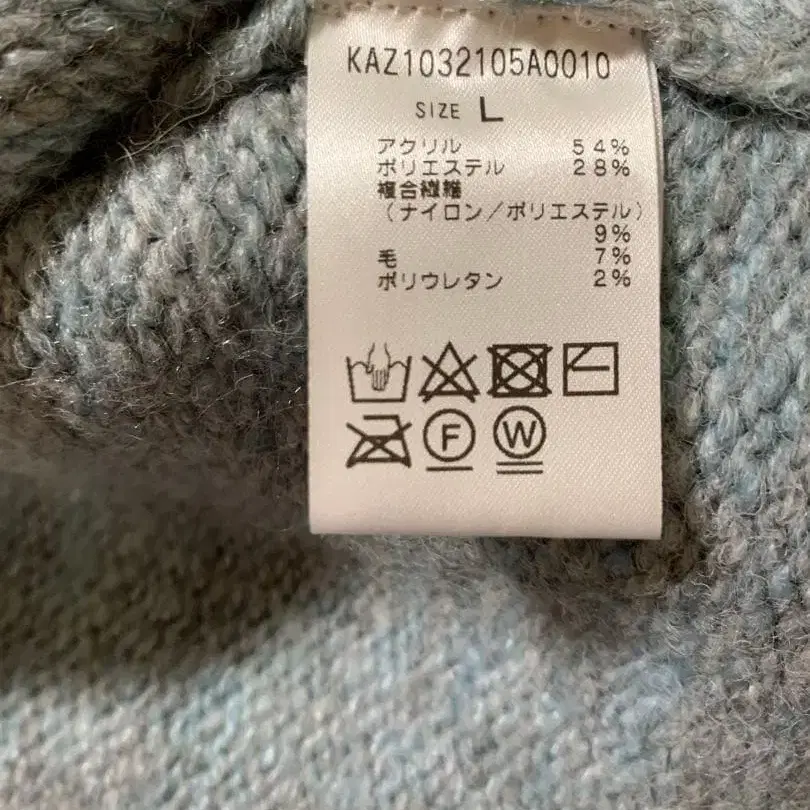 KAZ1032105A0010
SIZE L
アクリル 54%
ポリエステル 28%
複合繊維
（ナイロン／ポリエステル）
9%
毛 7%
ポリウレタン 2%
F W